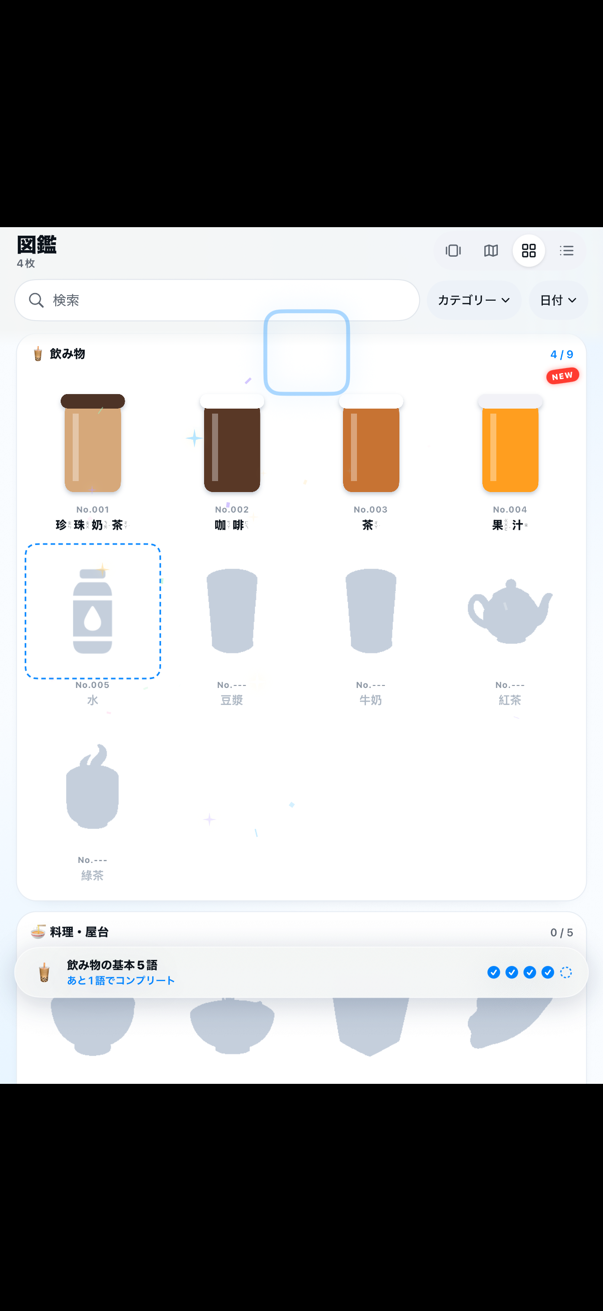 図鑑
4枚
検索
カテゴリー
日付
飲み物
4 / 9
NEW
No.001
No.002
No.003
No.004
珍珠奶茶
咖啡
茶
果汁
No.005
No.---
No.---
No.---
水
豆漿
牛奶
紅茶
No.---
綠茶
料理・屋台
0 / 5
飲み物の基本5語
あと1語でコンプリート